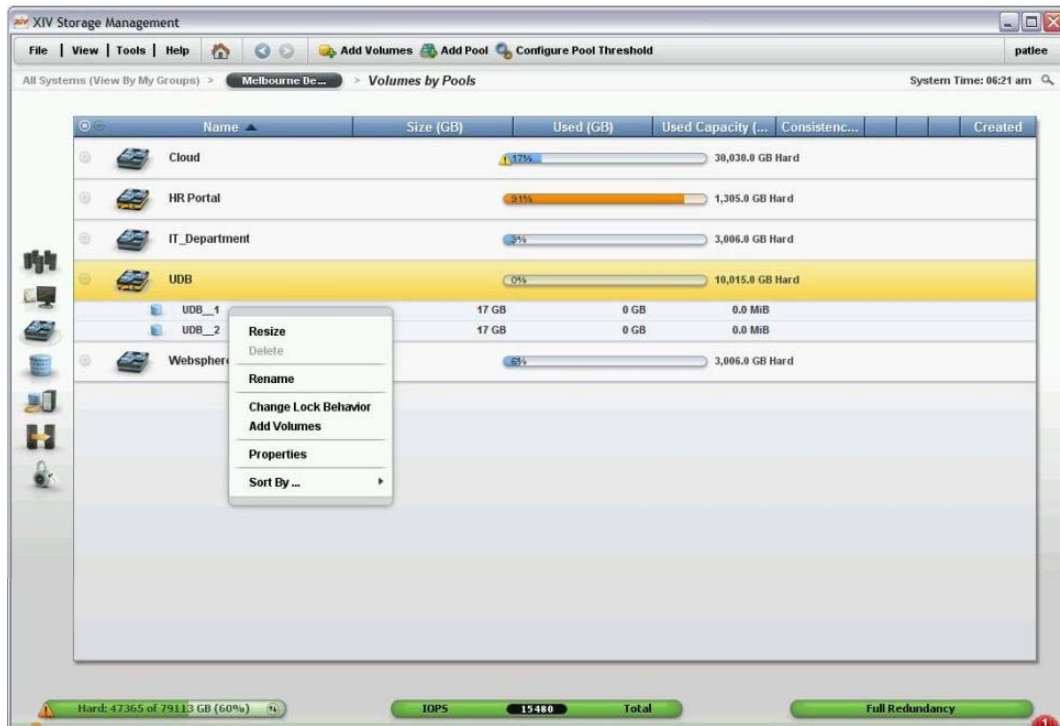 XIV Storage Management
File | View | Tools | Help Add Volumes Add Pool Configure Pool Threshold patlee
All Systems (View By My Groups) > Melbourne De... > Volumes by Pools System Time: 06:21 am
Name Size (GB) Used (GB) Used Capacity (... Consistenc... Created
Cloud 17% 30,030.0 GB Hard
HR Portal 91% 1,305.0 GB Hard
IT_Department 3% 3,006.0 GB Hard
UDB 0% 10,015.0 GB Hard
UDB_1 17 GB 0 GB 0.0 MiB
UDB_2 17 GB 0 GB 0.0 MiB
Websphere 6% 3,006.0 GB Hard
Resize
Delete
Rename
Change Lock Behavior
Add Volumes
Properties
Sort By ...
Hard: 47365 of 79113 GB (60%) IOPS 15480 Total Full Redundancy